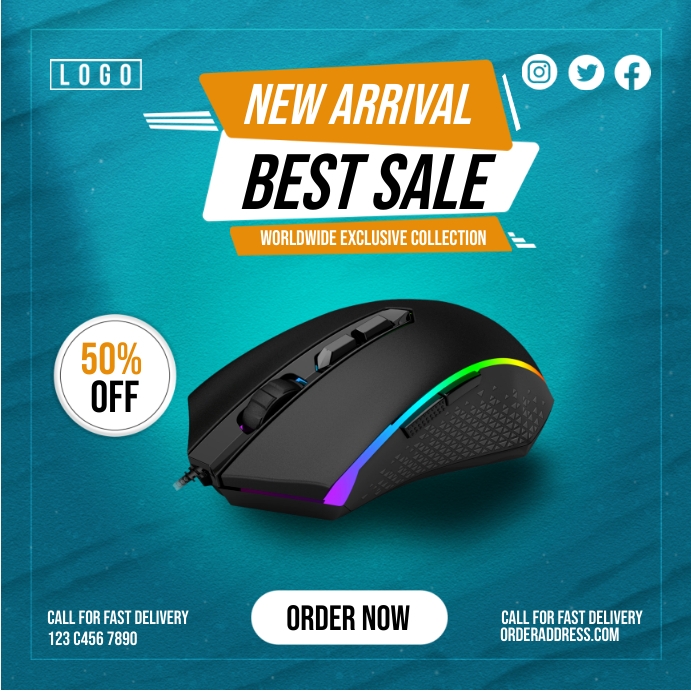 LOGO
NEW ARRIVAL
BEST SALE
WORLDWIDE EXCLUSIVE COLLECTION
50%
OFF
CALL FOR FAST DELIVERY
123 C456 7890
ORDER NOW
CALL FOR FAST DELIVERY
ORDERADDRESS.COM